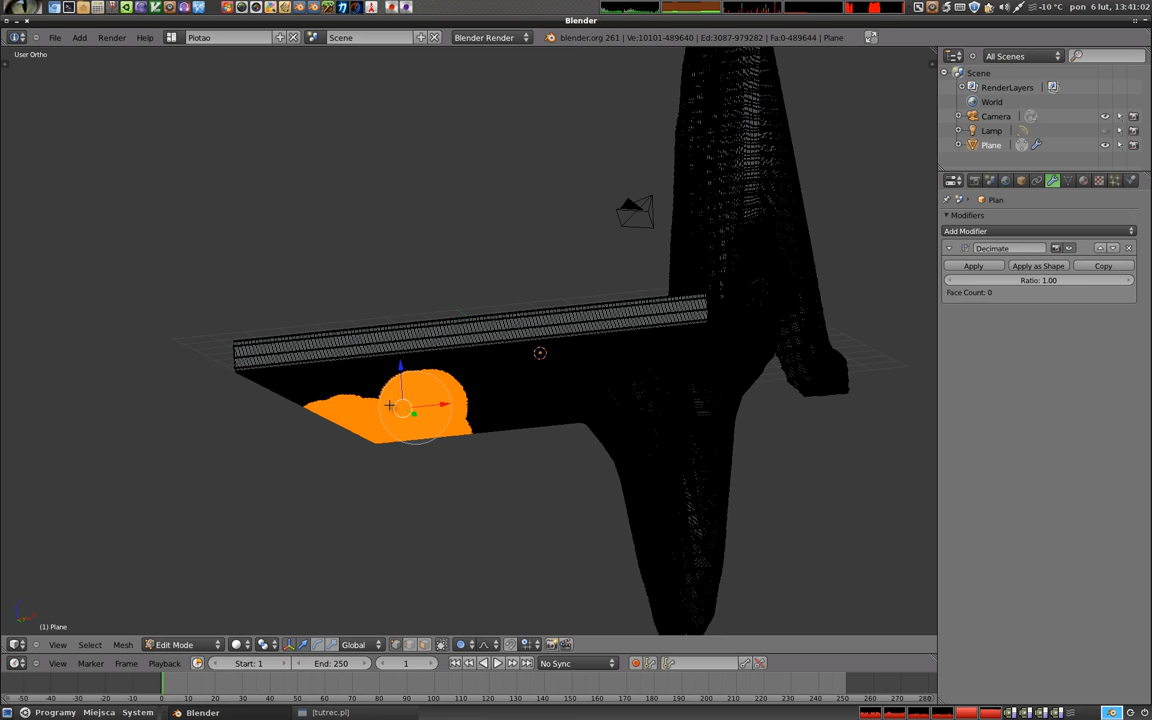 -10 °C pon 6 lut, 13:41:02
Blender
File Add Render Help Piotao Scene Blender Render blender.org 261 | Ve:10101-489640 | Ed:3087-979282 | Fa:0-489644 | Plane
User Ortho
All Scenes
Scene
RenderLayers
World
Camera
Lamp
Plane
Plan
Modifiers
Add Modifier
Decimate
Apply Apply as Shape Copy
Ratio: 1.00
Face Count: 0
(1) Plane
View Select Mesh Edit Mode Global
View Marker Frame Playback Start: 1 End: 250 1 No Sync
-50 -40 -30 -20 -10 0 10 20 30 40 50 60 70 80 90 100 110 120 130 140 150 160 170 180 190 200 210 220 230 240 250 260 270 280
Programy Miejsca System Blender [tutrec.pl]